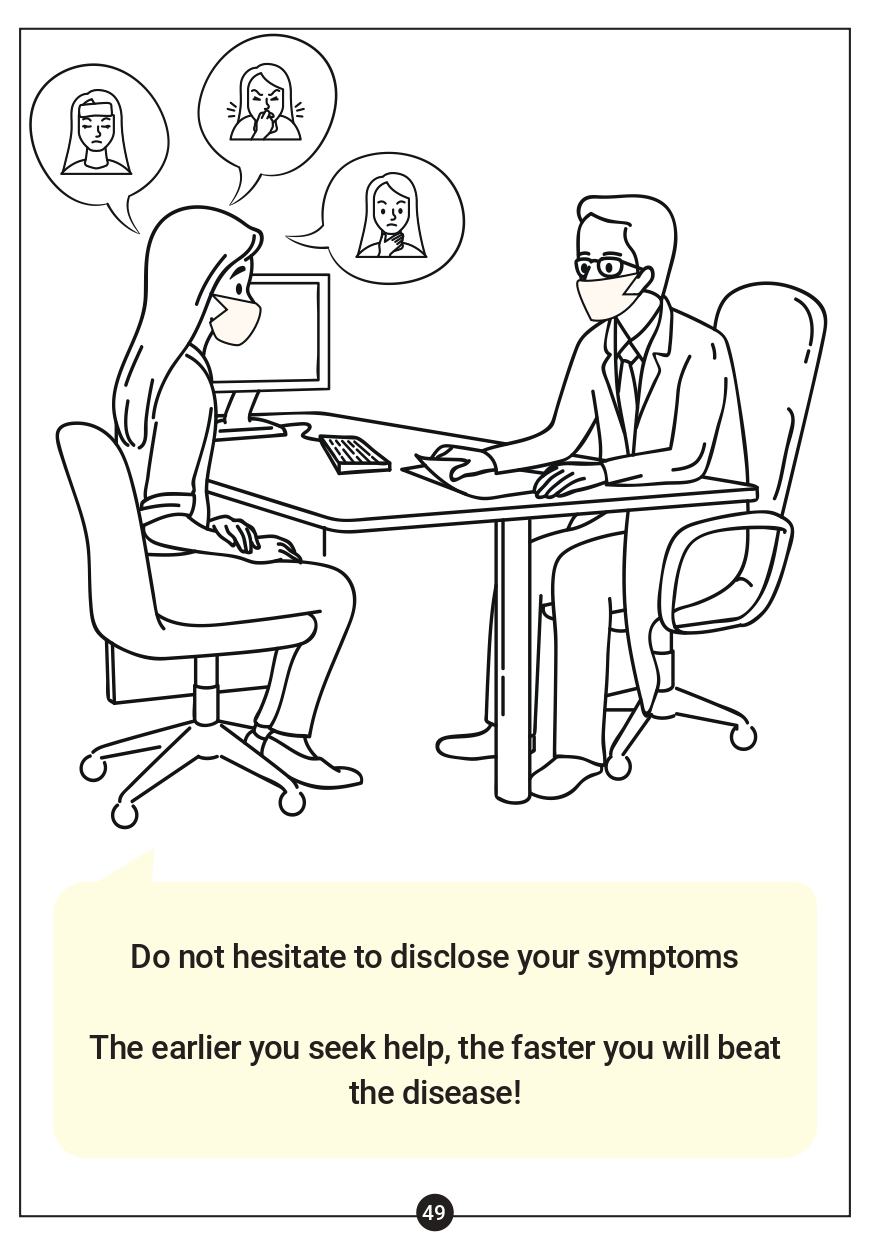 Do not hesitate to disclose your symptoms
The earlier you seek help, the faster you will beat
the disease!
49